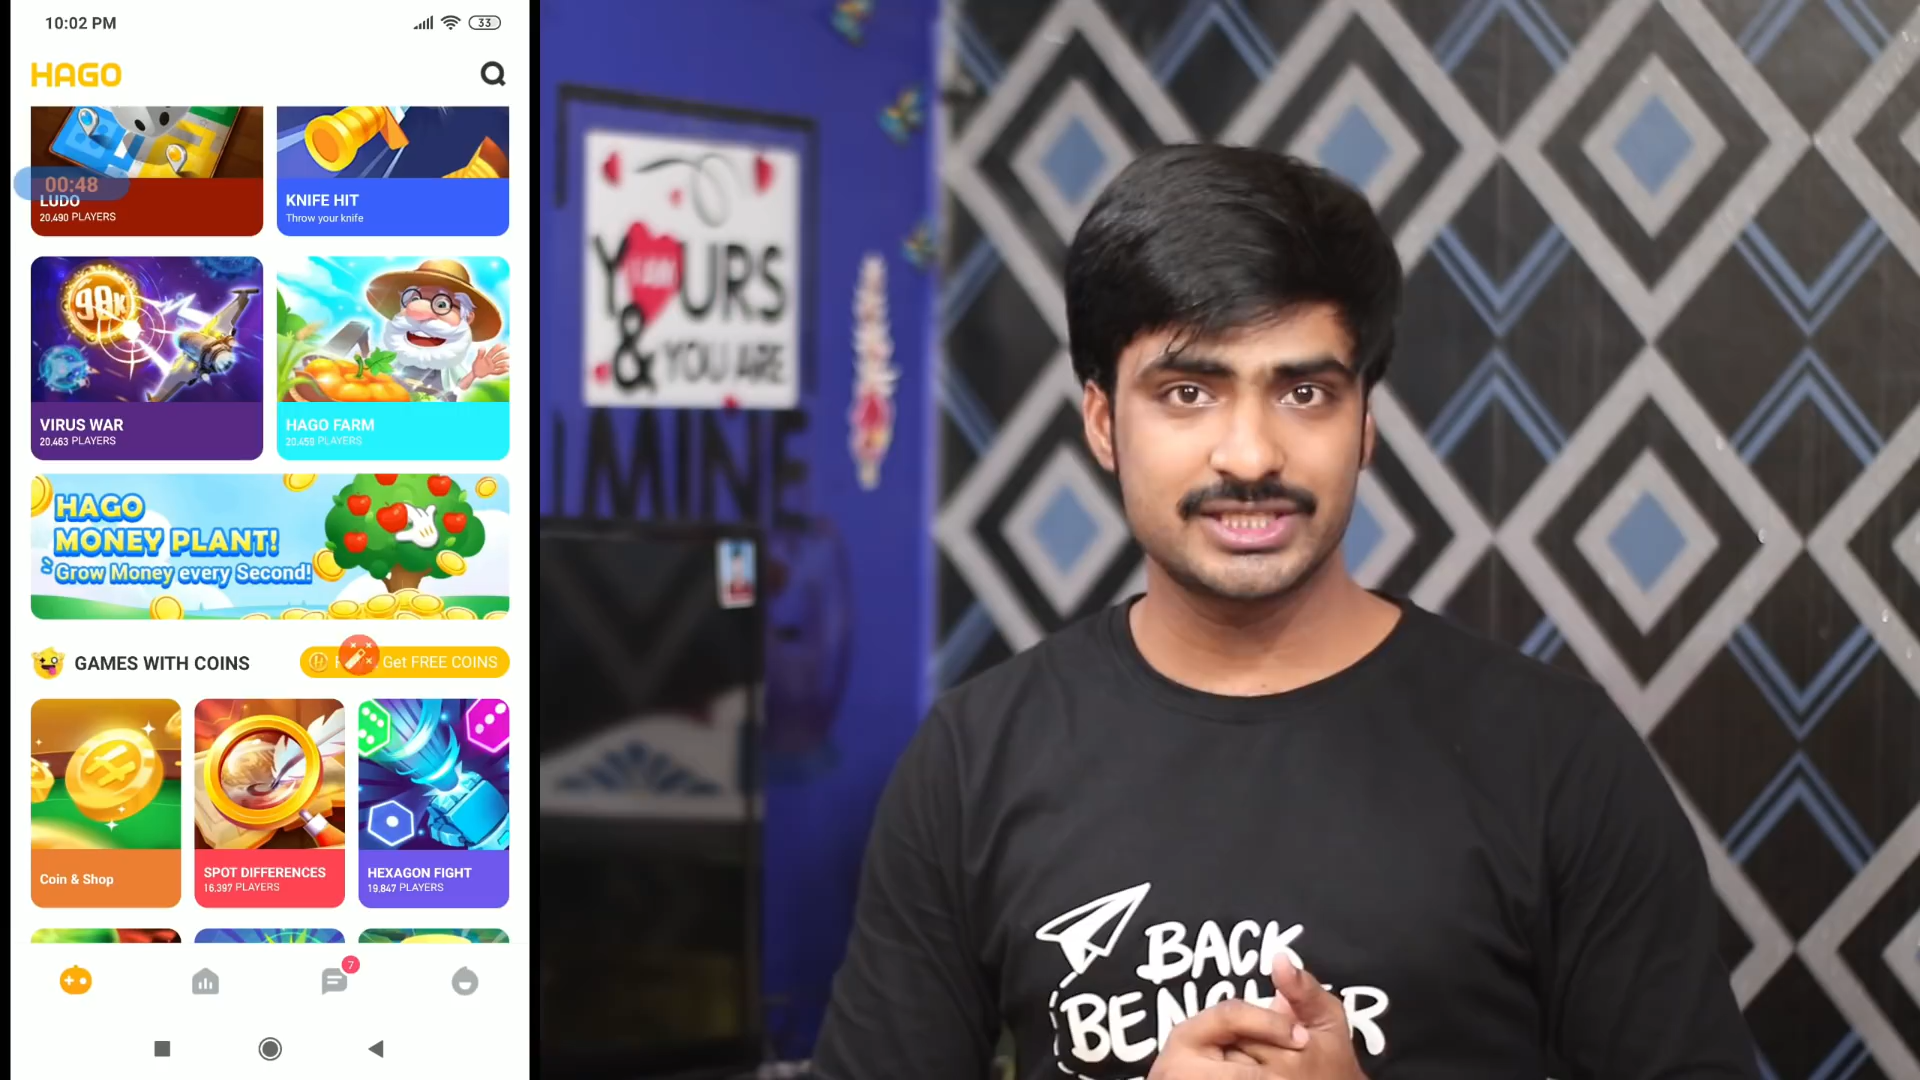 10:02 PM
33
HAGO
00:48
LUDO
20,490 PLAYERS
KNIFE HIT
Throw your knife
98K
VIRUS WAR
20,463 PLAYERS
HAGO FARM
20,459 PLAYERS
HAGO
MONEY PLANT!
Grow Money every Second!
GAMES WITH COINS
Get FREE COINS
Coin & Shop
SPOT DIFFERENCES
16,397 PLAYERS
HEXAGON FIGHT
19,847 PLAYERS
7
I AM
YOURS
& YOU ARE
MINE
BACK
BENCHER